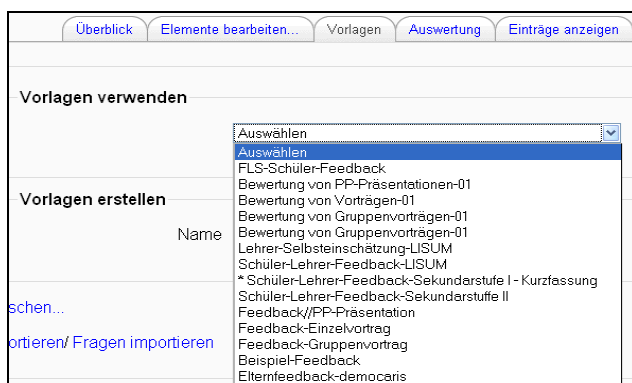 Überblick Elemente bearbeiten... Vorlagen Auswertung Einträge anzeigen
Vorlagen verwenden
Auswählen
Auswählen
FLS-Schüler-Feedback
Bewertung von PP-Präsentationen-01
Bewertung von Vorträgen-01
Vorlagen erstellen
Bewertung von Gruppenvorträgen-01
Bewertung von Gruppenvorträgen-01
Name
Lehrer-Selbsteinschätzung-LISUM
Schüler-Lehrer-Feedback-LISUM
* Schüler-Lehrer-Feedback-Sekundarstufe I - Kurzfassung
Schüler-Lehrer-Feedback-Sekundarstuffe II
schen...
Feedback//PP-Präsentation
Feedback-Einzelvortrag
ortieren/ Fragen importieren
Feedback-Gruppenvortrag
Beispiel-Feedback
Elternfeedback-democaris